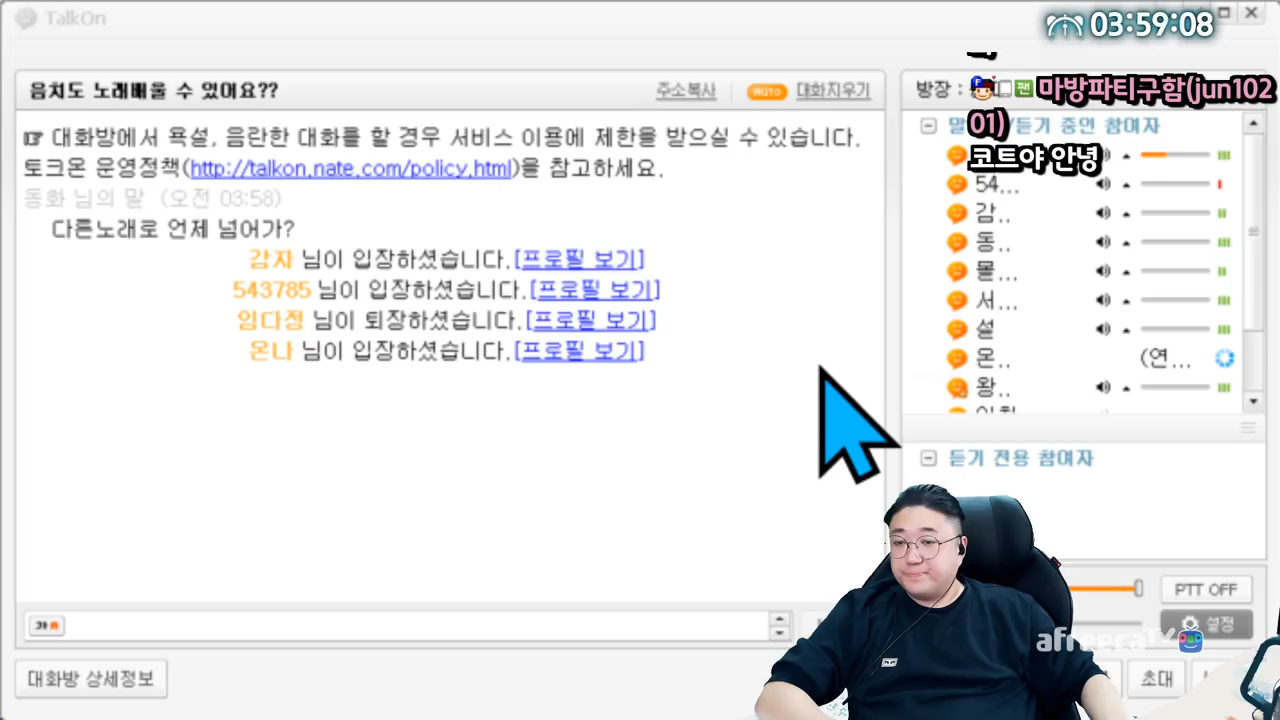 TalkOn
03:59:08
음치도 노래배울 수 있어요??
주소복사
AUTO
대화지우기
방장 :
팬 마방파티구함(jun102
01)
코트야 안녕
☞ 대화방에서 욕설, 음란한 대화를 할 경우 서비스 이용에 제한을 받으실 수 있습니다.
토크온 운영정책(http://talkon.nate.com/policy.html)을 참고하세요.
동화 님의 말 (오전 03:58)
다른노래로 언제 넘어가?
감자 님이 입장하셨습니다.[프로필 보기]
543785 님이 입장하셨습니다.[프로필 보기]
임다정 님이 퇴장하셨습니다.[프로필 보기]
온나 님이 입장하셨습니다.[프로필 보기]
/듣기 중인 참여자
54...
감..
동..
몰...
서...
설
온.. (연...
왕..
듣기 전용 참여자
PTT OFF
설정
afreecaTV
가
대화방 상세정보
초대